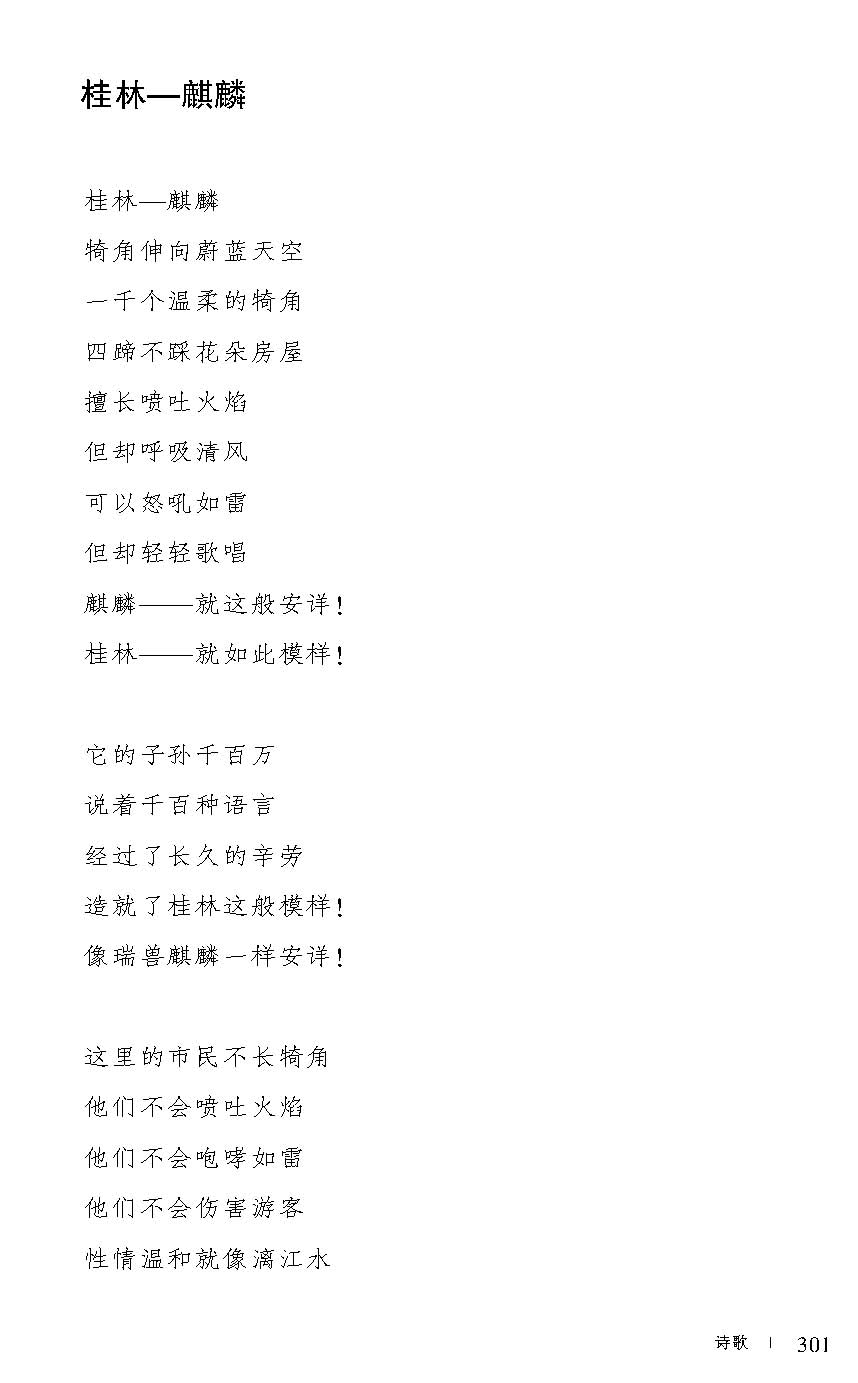 桂林—麒麟
桂林—麒麟
犄角伸向蔚蓝天空
一千个温柔的犄角
四蹄不踩花朵房屋
擅长喷吐火焰
但却呼吸清风
可以怒吼如雷
但却轻轻歌唱
麒麟——就这般安详！
桂林——就如此模样！
它的子孙千百万
说着千百种语言
经过了长久的辛劳
造就了桂林这般模样！
像瑞兽麒麟一样安详！
这里的市民不长犄角
他们不会喷吐火焰
他们不会咆哮如雷
他们不会伤害游客
性情温和就像漓江水
诗歌 | 301